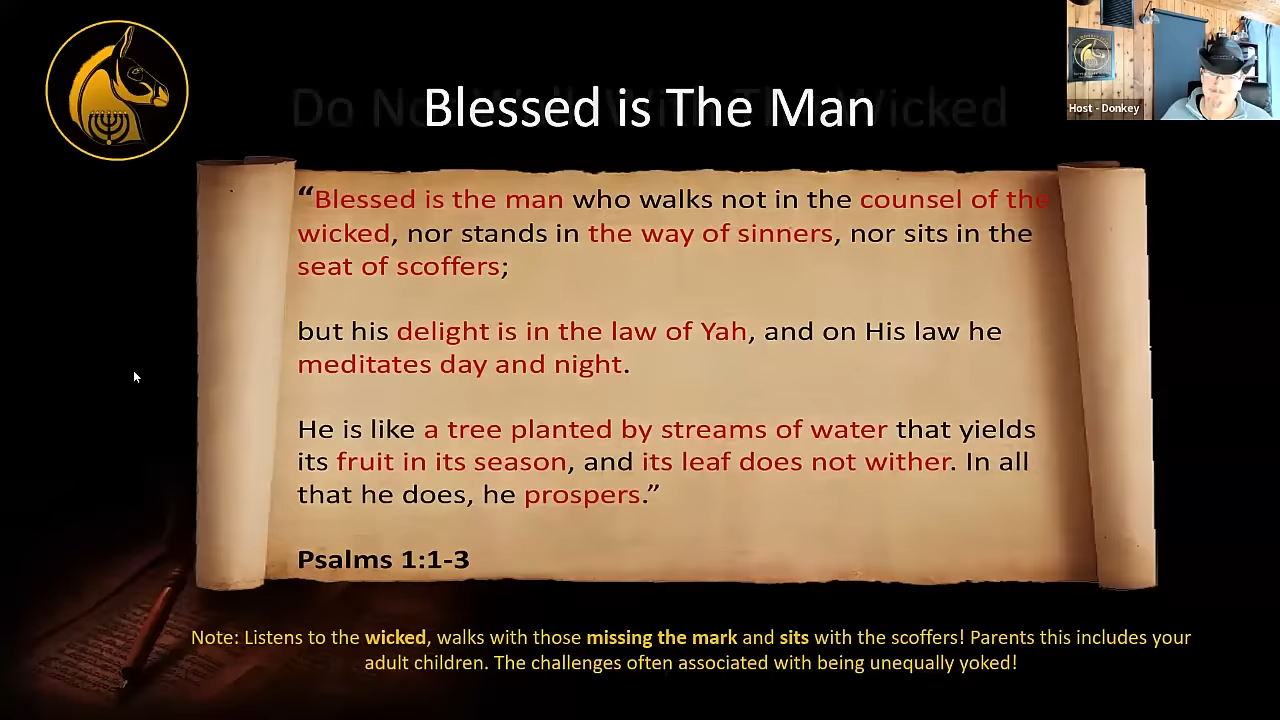 Do Not Walk With The Wicked
Blessed is The Man
Host - Donkey
“Blessed is the man who walks not in the counsel of the
wicked, nor stands in the way of sinners, nor sits in the
seat of scoffers;
but his delight is in the law of Yah, and on His law he
meditates day and night.
He is like a tree planted by streams of water that yields
its fruit in its season, and its leaf does not wither. In all
that he does, he prospers.”
Psalms 1:1-3
Note: Listens to the wicked, walks with those missing the mark and sits with the scoffers! Parents this includes your
adult children. The challenges often associated with being unequally yoked!